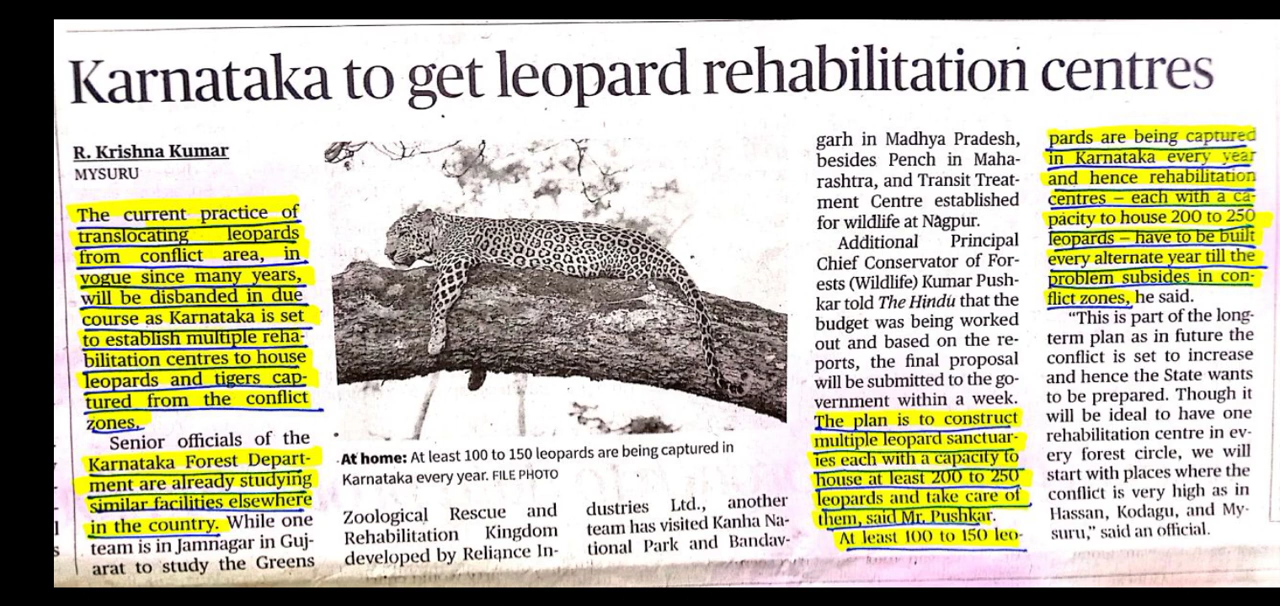 Karnataka to get leopard rehabilitation centres
R. Krishna Kumar
MYSURU
The current practice of
translocating leopards
from conflict area, in
vogue since many years,
will be disbanded in due
course as Karnataka is set
to establish multiple reha-
bilitation centres to house
leopards and tigers cap-
tured from the conflict
zones.
Senior officials of the
Karnataka Forest Depart-
ment are already studying
similar facilities elsewhere
in the country. While one
team is in Jamnagar in Guj-
arat to study the Greens
At home: At least 100 to 150 leopards are being captured in
Karnataka every year. FILE PHOTO
Zoological Rescue and
Rehabilitation Kingdom
developed by Reliance In-
dustries Ltd., another
team has visited Kanha Na-
tional Park and Bandav-
garh in Madhya Pradesh,
besides Pench in Maha-
rashtra, and Transit Treat-
ment Centre established
for wildlife at Nagpur.
Additional Principal
Chief Conservator of For-
ests (Wildlife) Kumar Push-
kar told The Hindu that the
budget was being worked
out and based on the re-
ports, the final proposal
will be submitted to the go-
vernment within a week.
The plan is to construct
multiple leopard sanctuar-
ies each with a capacity to
house at least 200 to 250
leopards and take care of
them, said Mr. Pushkar.
At least 100 to 150 leo-
pards are being captured
in Karnataka every year
and hence rehabilitation
centres – each with a ca-
pacity to house 200 to 250
leopards – have to be built
every alternate year till the
problem subsides in con-
flict zones, he said.
“This is part of the long-
term plan as in future the
conflict is set to increase
and hence the State wants
to be prepared. Though it
will be ideal to have one
rehabilitation centre in ev-
ery forest circle, we will
start with places where the
conflict is very high as in
Hassan, Kodagu, and My-
suru,” said an official.